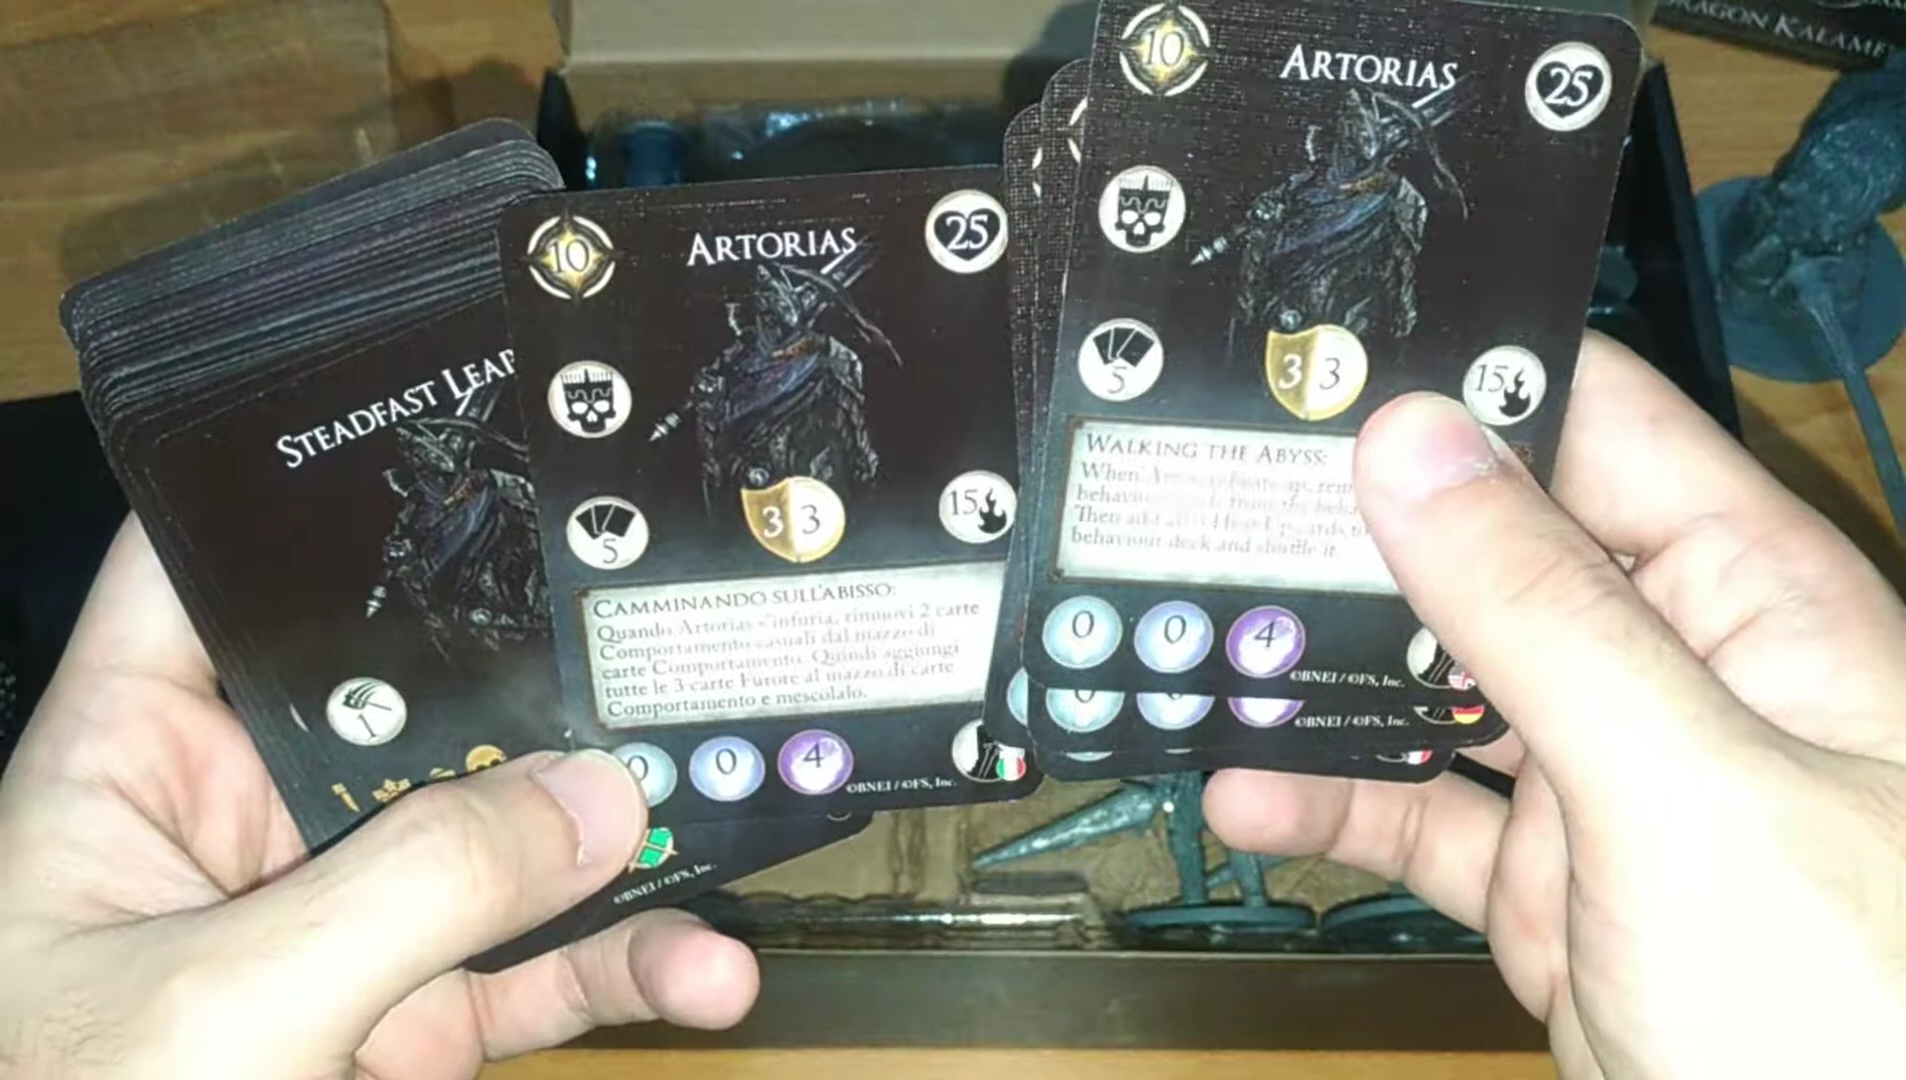 DRAGON KALAME
STEADFAST LEAP
1
©BNEI / ©FS, Inc.
10
ARTORIAS
25
5
3 3
15
CAMMINANDO SULL'ABISSO:
Quando Artorias s'infuria, rimuovi 2 carte
Comportamento casuali dal mazzo di
carte Comportamento. Quindi aggiungi
tutte le 3 carte Furore al mazzo di carte
Comportamento e mescolalo.
0
0
4
©BNEI / ©FS, Inc.
10
ARTORIAS
25
5
3 3
15
WALKING THE ABYSS:
When
from the
Then
behaviour deck and shuffle it.
0
0
4
©BNEI / ©FS, Inc.
©BNEI / ©FS, Inc.